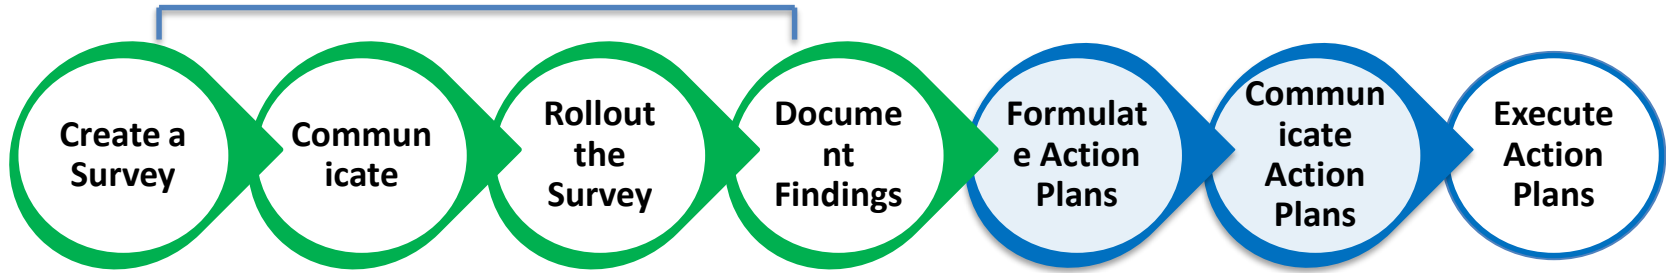 Create a
Survey
Commun
icate
Rollout
the
Survey
Docume
nt
Findings
Formulat
e Action
Plans
Commun
icate
Action
Plans
Execute
Action
Plans